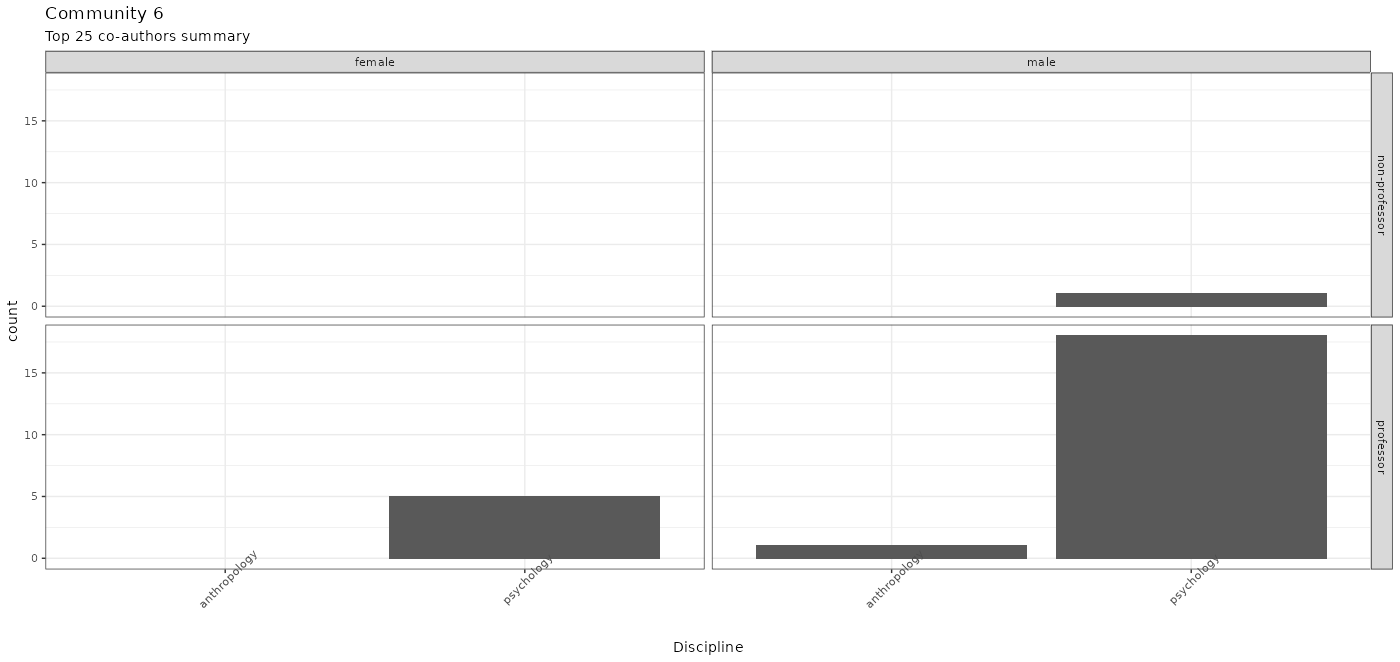 Community 6
Top 25 co-authors summary
female
male
15
10
5
0
non-professor
15
10
5
0
professor
count
anthropology
psychology
anthropology
psychology
Discipline